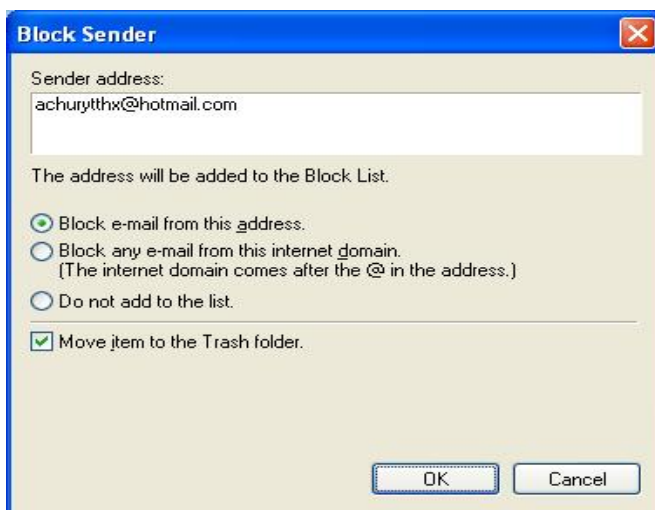 Block Sender
Sender address:
achurytthx@hotmail.com
The address will be added to the Block List.
Block e-mail from this address.
Block any e-mail from this internet domain.
(The internet domain comes after the @ in the address.)
Do not add to the list.
Move item to the Trash folder.
OK Cancel